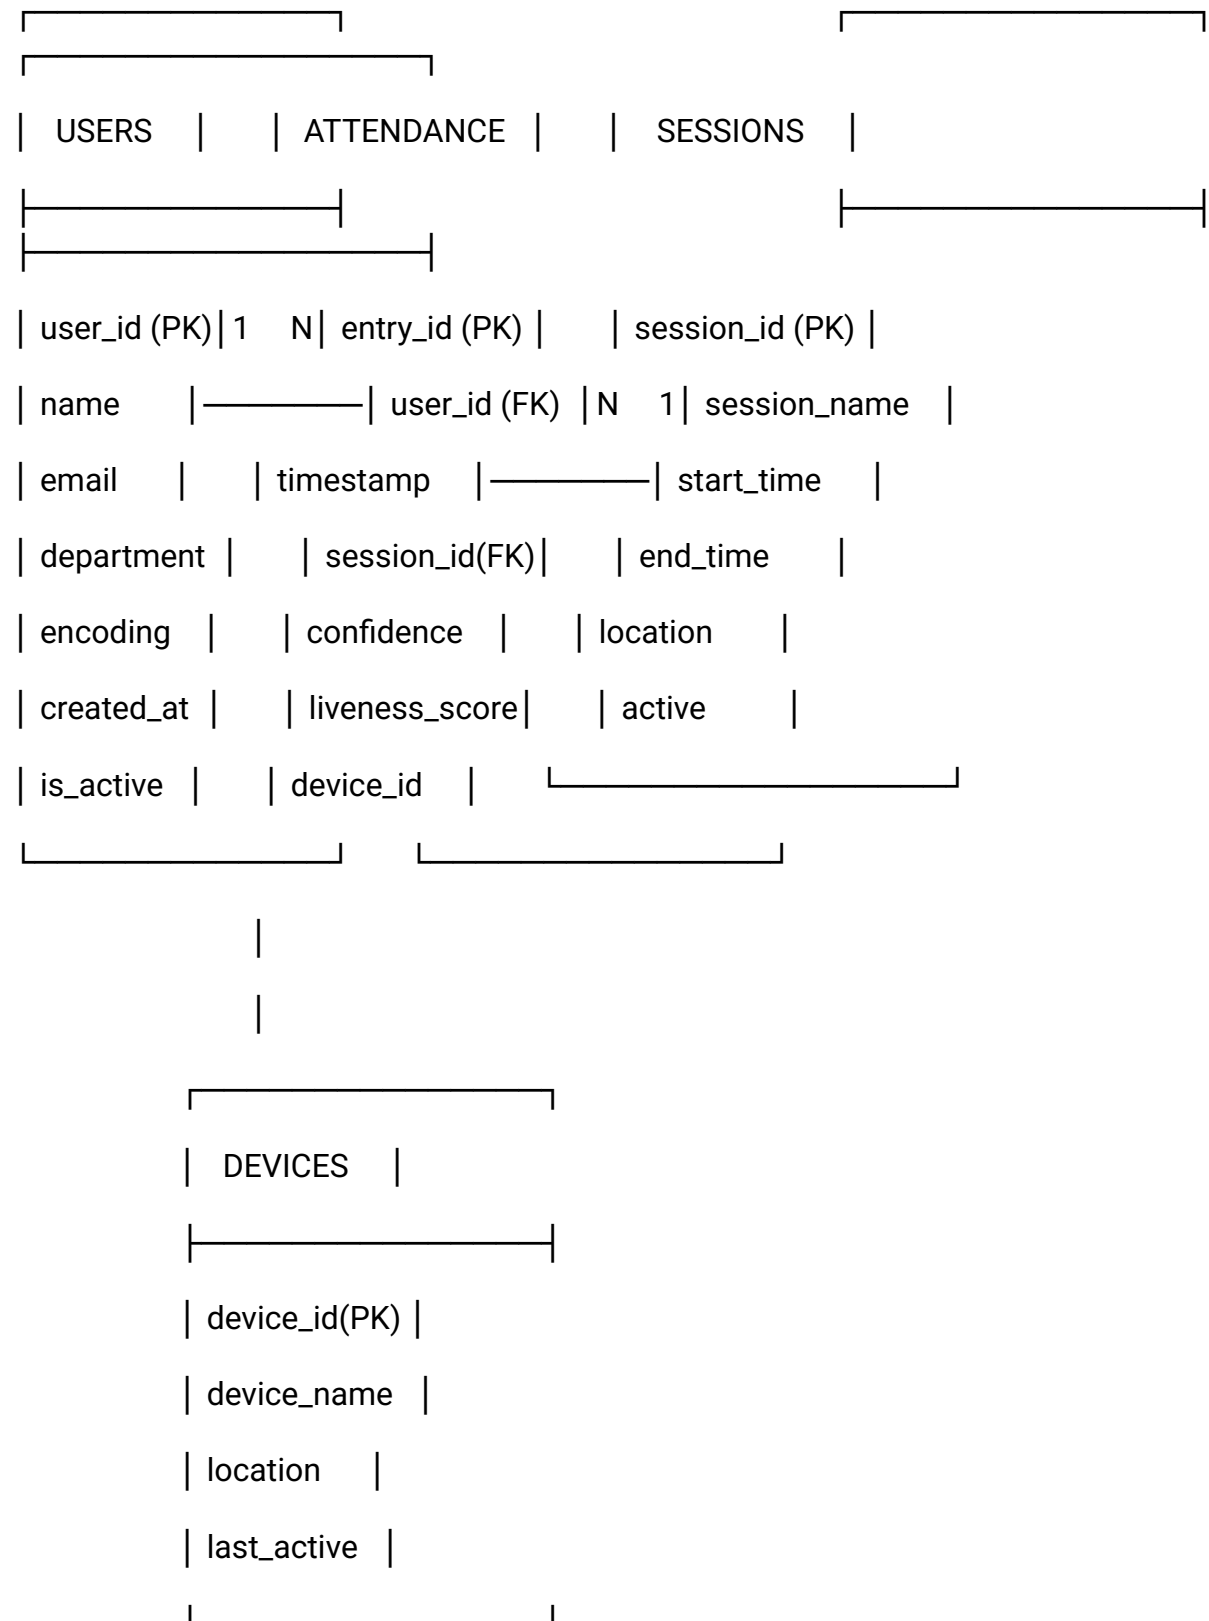 ┌──────────────┐ ┌────────────────┐
┌──────────────────┐
│ USERS │ │ ATTENDANCE │ │ SESSIONS │
├──────────────┤ ├────────────────┤
├──────────────────┤
│ user_id (PK)│1 N│ entry_id (PK) │ │ session_id (PK) │
│ name │───────│ user_id (FK) │N 1│ session_name │
│ email │ │ timestamp │───────│ start_time │
│ department │ │ session_id(FK)│ │ end_time │
│ encoding │ │ confidence │ │ location │
│ created_at │ │ liveness_score│ │ active │
│ is_active │ │ device_id │ └──────────────────┘
└──────────────┘ └────────────────┘
│
│
┌────────────────┐
│ DEVICES │
├────────────────┤
│ device_id(PK) │
│ device_name │
│ location │
│ last_active │